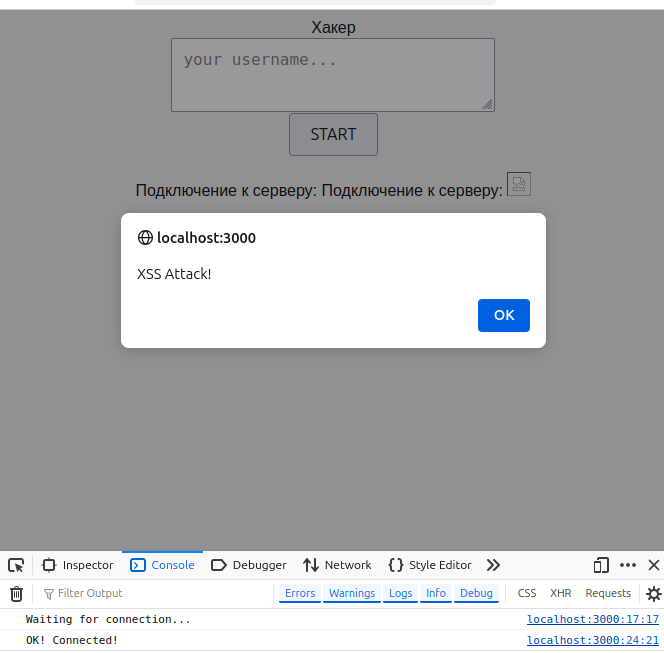 Хакер
your username...
START
Подключение к серверу: Подключение к серверу:
localhost:3000
XSS Attack!
OK
Inspector Console Debugger Network Style Editor
Filter Output Errors Warnings Logs Info Debug CSS XHR Requests
Waiting for connection... localhost:3000:17:17
OK! Connected! localhost:3000:24:21